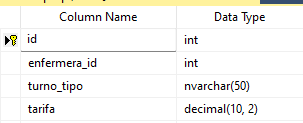 Column Name Data Type
id int
enfermera_id int
turno_tipo nvarchar(50)
tarifa decimal(10, 2)